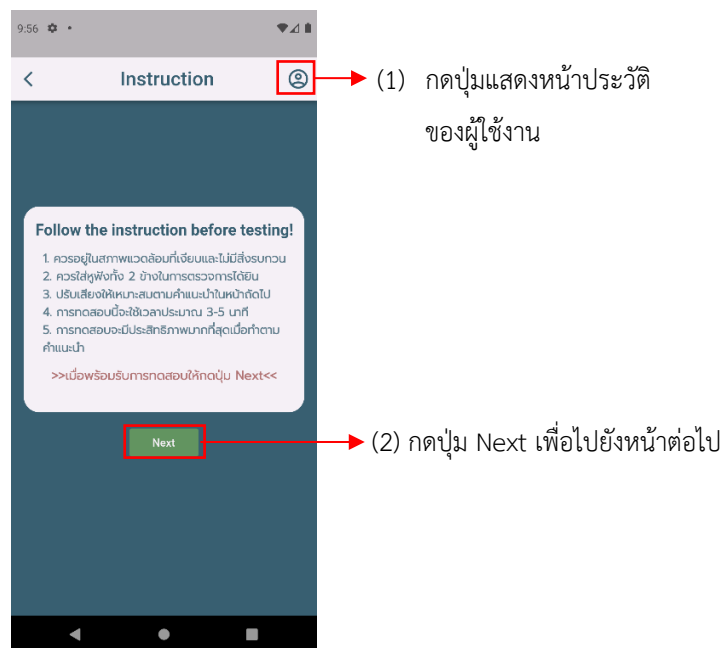 9:56
Instruction
(1) กดปุ่มแสดงหน้าประวัติ
ของผู้ใช้งาน
Follow the instruction before testing!
1. ควรอยู่ในสภาพแวดล้อมที่เงียบและไม่มีสิ่งรบกวน
2. ควรใส่หูฟังทั้ง 2 ข้างในการตรวจการได้ยิน
3. ปรับเสียงให้เหมาะสมตามคำแนะนำในหน้าถัดไป
4. การทดสอบนี้จะใช้เวลาประมาณ 3-5 นาที
5. การทดสอบจะมีประสิทธิภาพมากที่สุดเมื่อทำตาม
คำแนะนำ
>>เมื่อพร้อมรับการทดสอบให้กดปุ่ม Next<<
Next
(2) กดปุ่ม Next เพื่อไปยังหน้าต่อไป